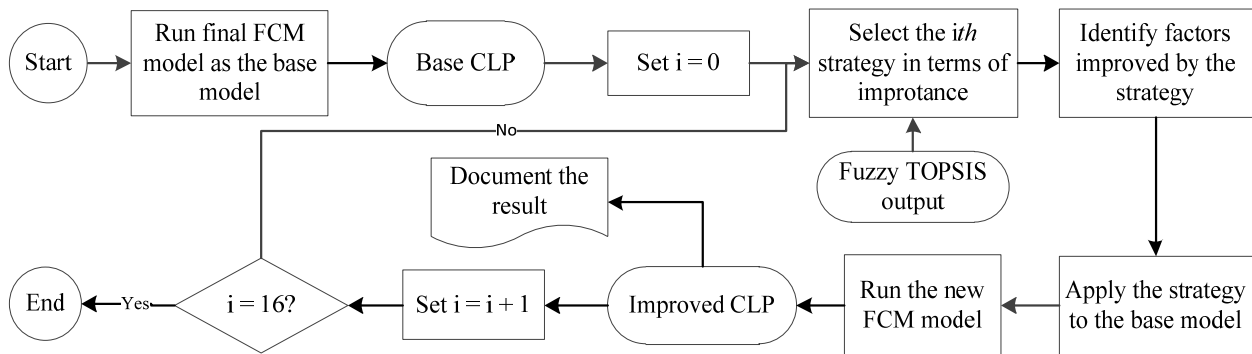 Start
Run final FCM
model as the base
model
Base CLP
Set i = 0
Select the ith
strategy in terms of
improtance
Identify factors
improved by the
strategy
No
Fuzzy TOPSIS
output
Document the
result
End
Yes
i = 16?
Set i = i + 1
Improved CLP
Run the new
FCM model
Apply the strategy
to the base model